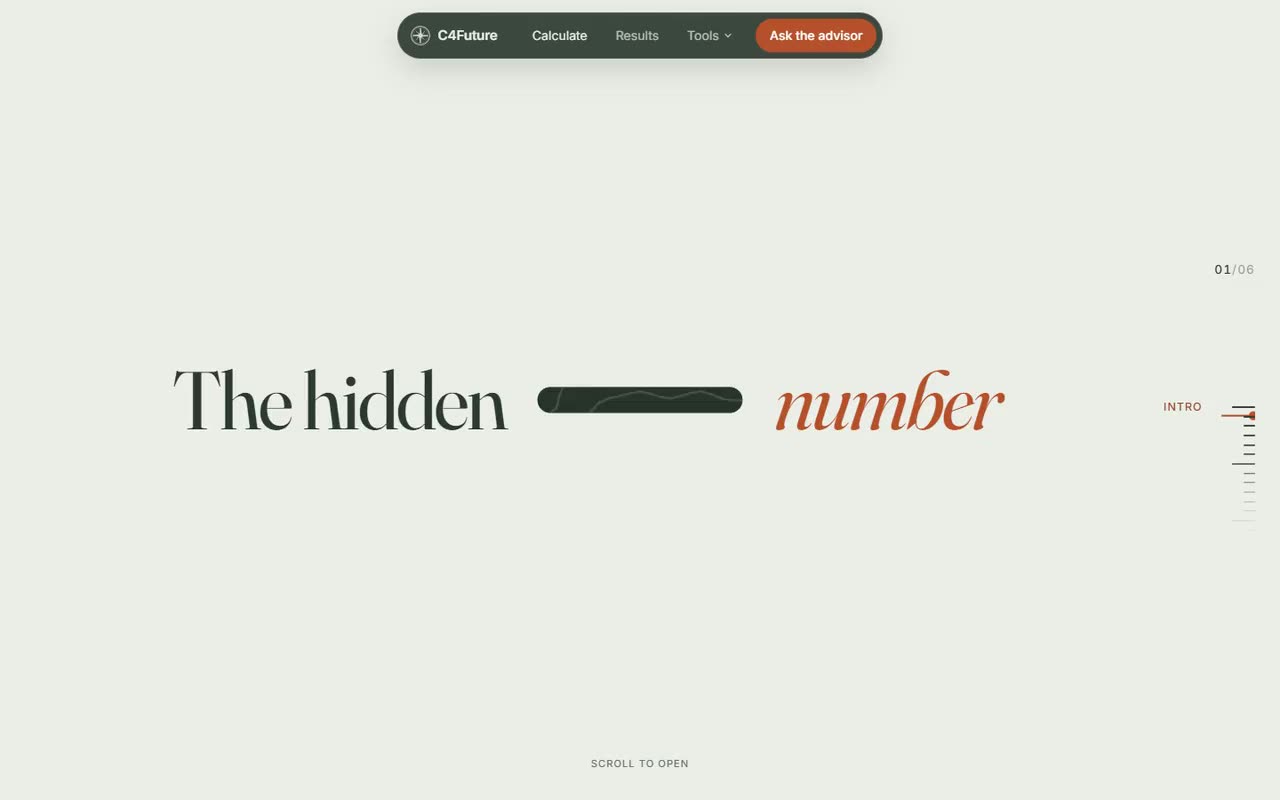 C4Future Calculate Results Tools Ask the advisor
01/06
The hidden number
INTRO
SCROLL TO OPEN